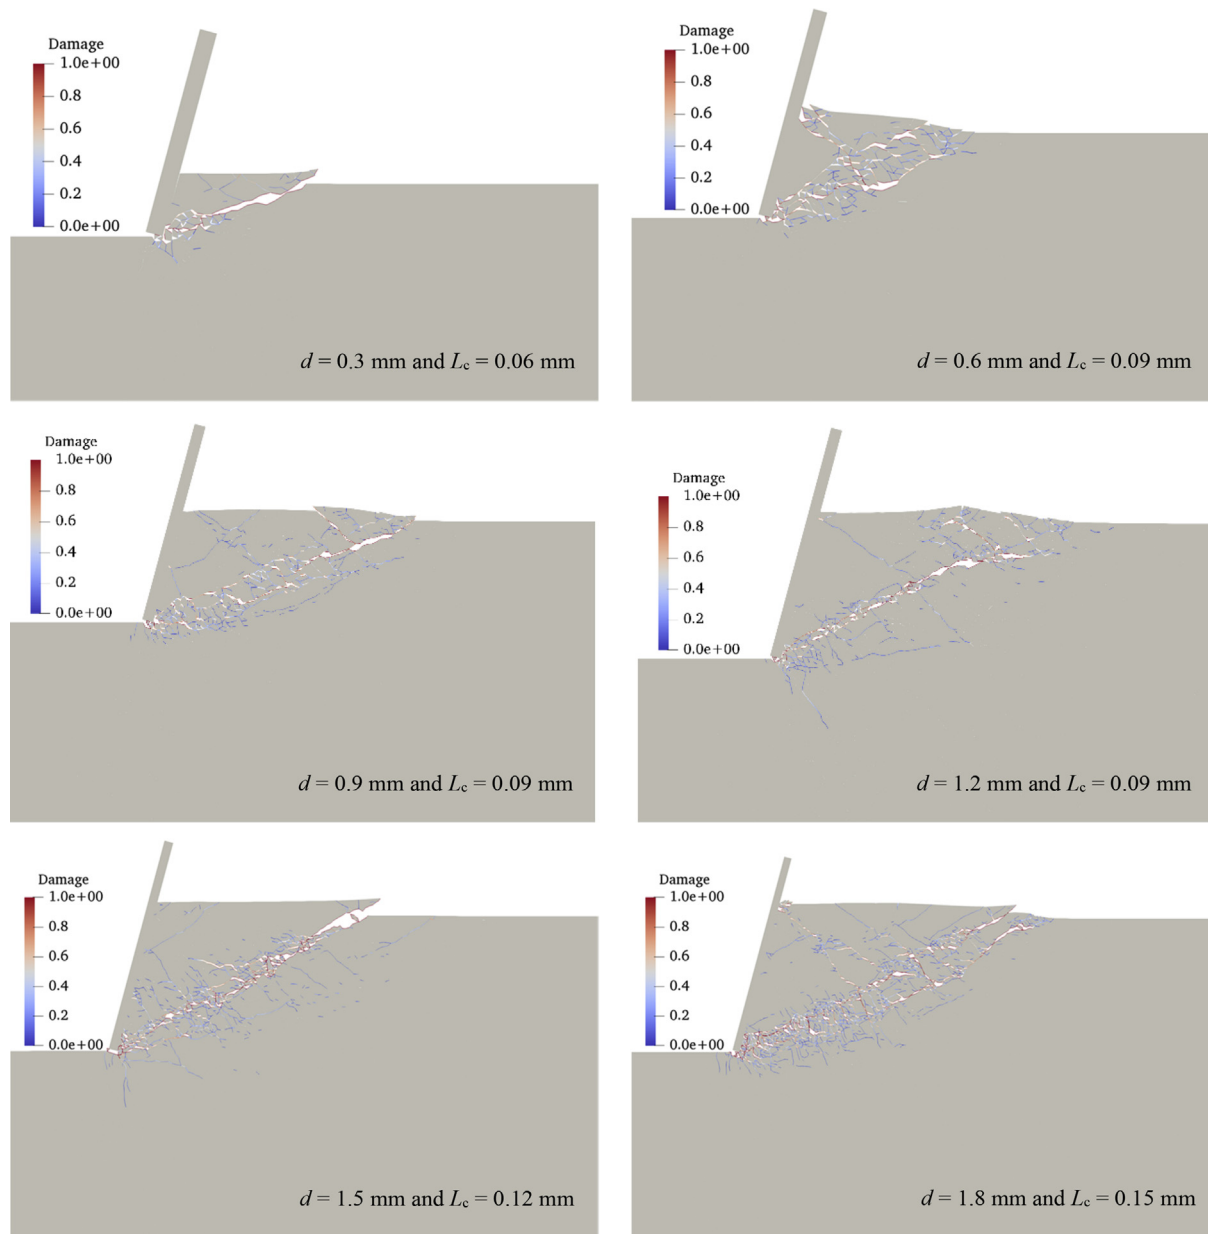 Damage
1.0e+00
0.8
0.6
0.4
0.2
0.0e+00
d = 0.3 mm and Lc = 0.06 mm
Damage
1.0e+00
0.8
0.6
0.4
0.2
0.0e+00
d = 0.6 mm and Lc = 0.09 mm
Damage
1.0e+00
0.8
0.6
0.4
0.2
0.0e+00
d = 0.9 mm and Lc = 0.09 mm
Damage
1.0e+00
0.8
0.6
0.4
0.2
0.0e+00
d = 1.2 mm and Lc = 0.09 mm
Damage
1.0e+00
0.8
0.6
0.4
0.2
0.0e+00
d = 1.5 mm and Lc = 0.12 mm
Damage
1.0e+00
0.8
0.6
0.4
0.2
0.0e+00
d = 1.8 mm and Lc = 0.15 mm